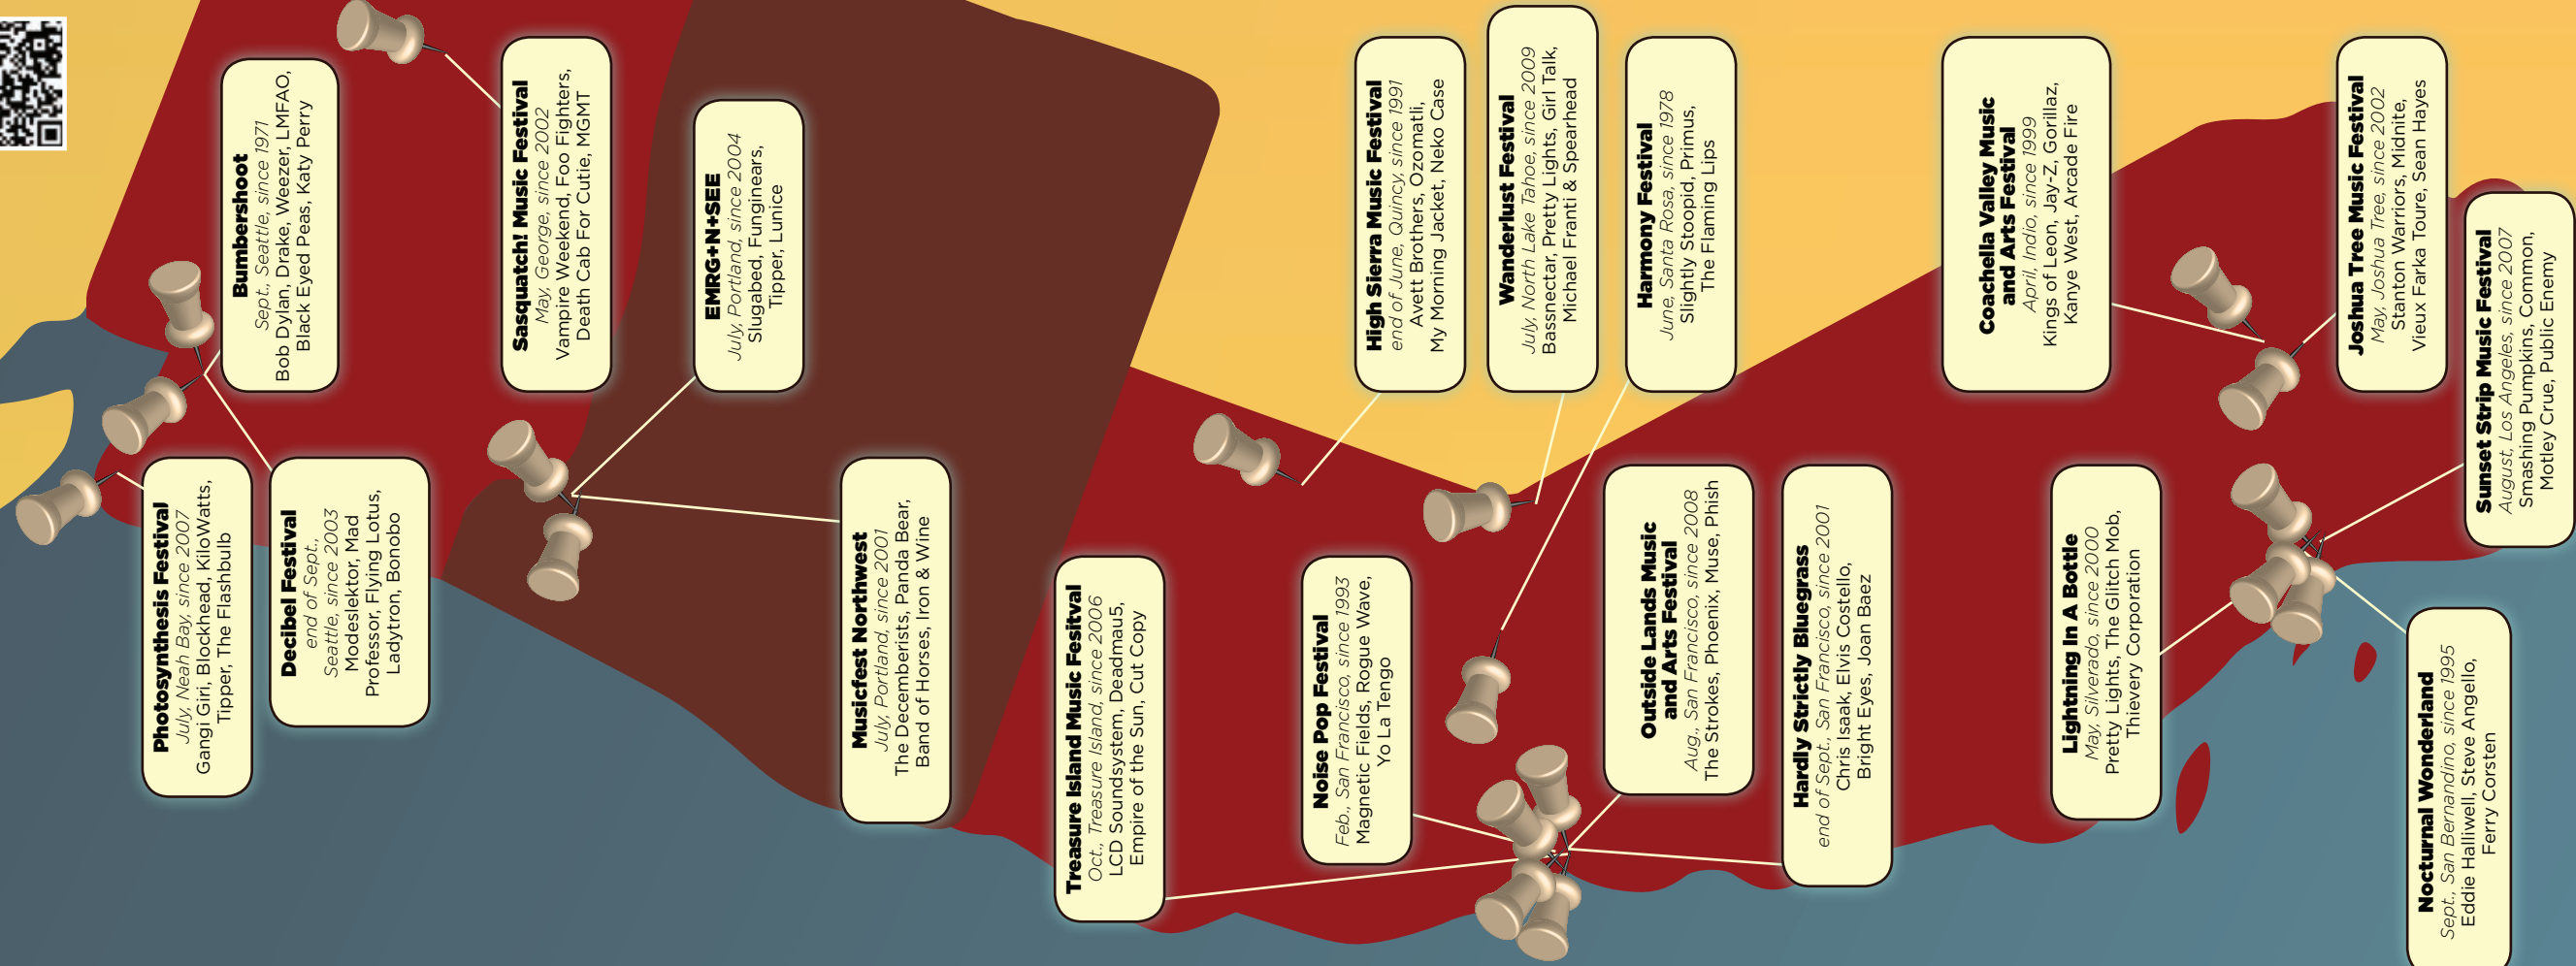 Photosynthesis Festival
July, Neah Bay, since 2007
Gangi Giri, Blockhead, KiloWatts,
Tipper, The Flashbulb
Bumbershoot
Sept., Seattle, since 1971
Bob Dylan, Drake, Weezer, LMFAO,
Black Eyed Peas, Katy Perry
Decibel Festival
end of Sept.,
Seattle, since 2003
Modeslektor, Mad
Professor, Flying Lotus,
Ladytron, Bonobo
Sasquatch! Music Festival
May, George, since 2002
Vampire Weekend, Foo Fighters,
Death Cab For Cutie, MGMT
EMRG+N+SEE
July, Portland, since 2004
Slugabed, Funginears,
Tipper, Lunice
Musicfest Northwest
July, Portland, since 2001
The Decemberists, Panda Bear,
Band of Horses, Iron & Wine
Treasure Island Music Fesitval
Oct., Treasure Island, since 2006
LCD Soundsystem, Deadmau5,
Empire of the Sun, Cut Copy
Noise Pop Festival
Feb., San Francisco, since 1993
Magnetic Fields, Rogue Wave,
Yo La Tengo
High Sierra Music Festival
end of June, Quincy, since 1991
Avett Brothers, Ozomatli,
My Morning Jacket, Neko Case
Wanderlust Festival
July, North Lake Tahoe, since 2009
Bassnectar, Pretty Lights, Girl Talk,
Michael Franti & Spearhead
Harmony Festival
June, Santa Rosa, since 1978
Slightly Stoopid, Primus,
The Flaming Lips
Outside Lands Music
and Arts Festival
Aug., San Francisco, since 2008
The Strokes, Phoenix, Muse, Phish
Hardly Strictly Bluegrass
end of Sept., San Francisco, since 2001
Chris Isaak, Elvis Costello,
Bright Eyes, Joan Baez
Coachella Valley Music
and Arts Festival
April, Indio, since 1999
Kings of Leon, Jay-Z, Gorillaz,
Kanye West, Arcade Fire
Lightning In A Bottle
May, Silverado, since 2000
Pretty Lights, The Glitch Mob,
Thievery Corporation
Joshua Tree Music Festival
May, Joshua Tree, since 2002
Stanton Warriors, Midnite,
Vieux Farka Toure, Sean Hayes
Sunset Strip Music Festival
August, Los Angeles, since 2007
Smashing Pumpkins, Common,
Motley Crue, Public Enemy
Nocturnal Wonderland
Sept., San Bernandino, since 1995
Eddie Halliwell, Steve Angello,
Ferry Corsten